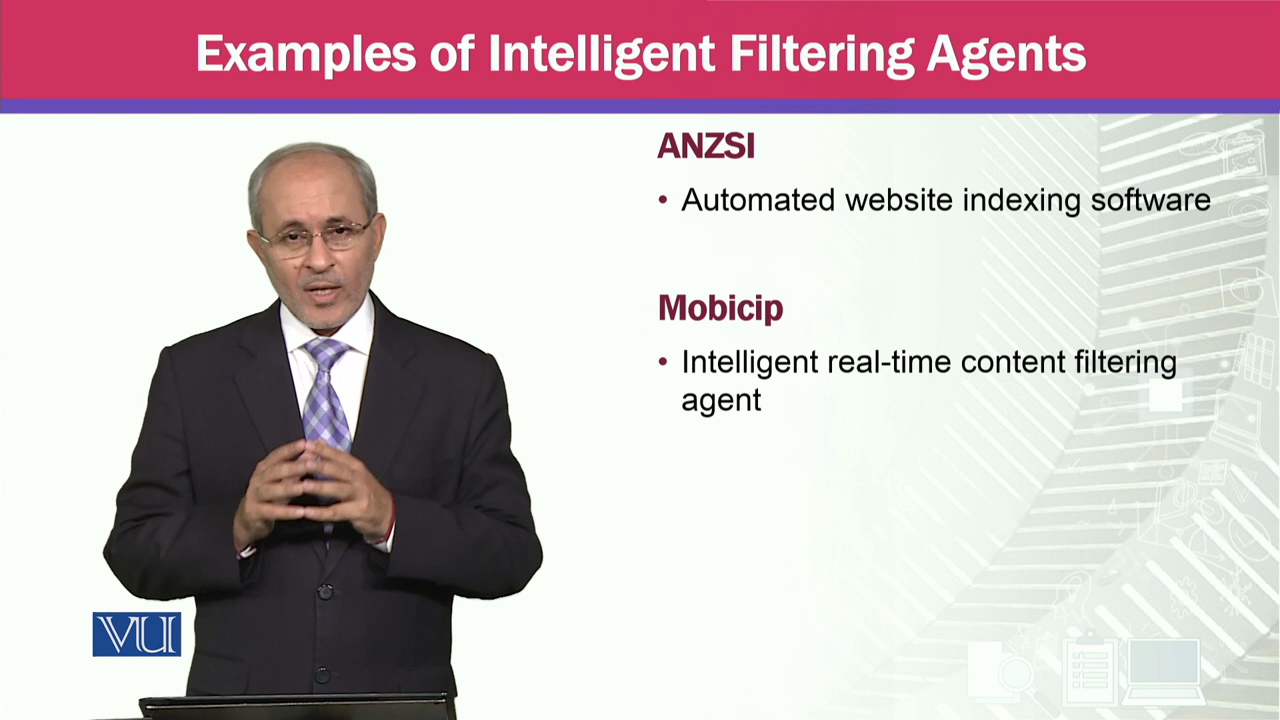 Examples of Intelligent Filtering Agents
ANZSI
• Automated website indexing software
Mobicip
• Intelligent real-time content filtering
agent
VU